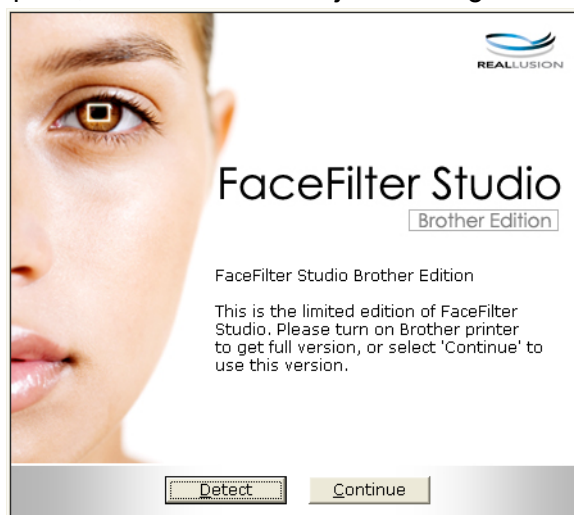 REALLUSION
FaceFilter Studio
Brother Edition
FaceFilter Studio Brother Edition
This is the limited edition of FaceFilter
Studio. Please turn on Brother printer
to get full version, or select 'Continue' to
use this version.
Detect
Continue